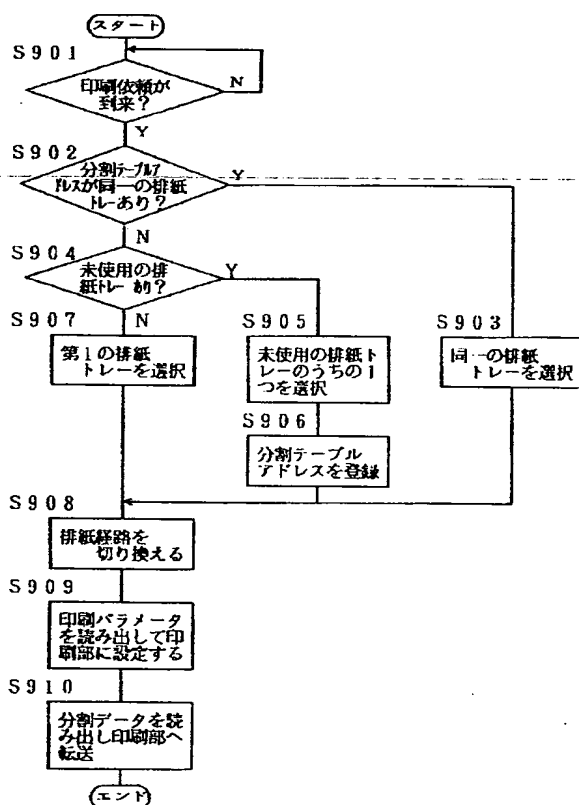 スタート
S901
印刷依頼が
到来？
N
Y
S902
分割テーブルア
ドレスが同一の排紙
トレーあり？
Y
N
S904
未使用の排
紙トレーあり？
Y
N
S907
第1の排紙
トレーを選択
S905
未使用の排紙ト
レーのうちの1
つを選択
S903
同一の排紙
トレーを選択
S906
分割テーブル
アドレスを登録
S908
排紙経路を
切り換える
S909
印刷パラメータ
を読み出して印
刷部に設定する
S910
分割データを読
み出し印刷部へ
転送
エンド